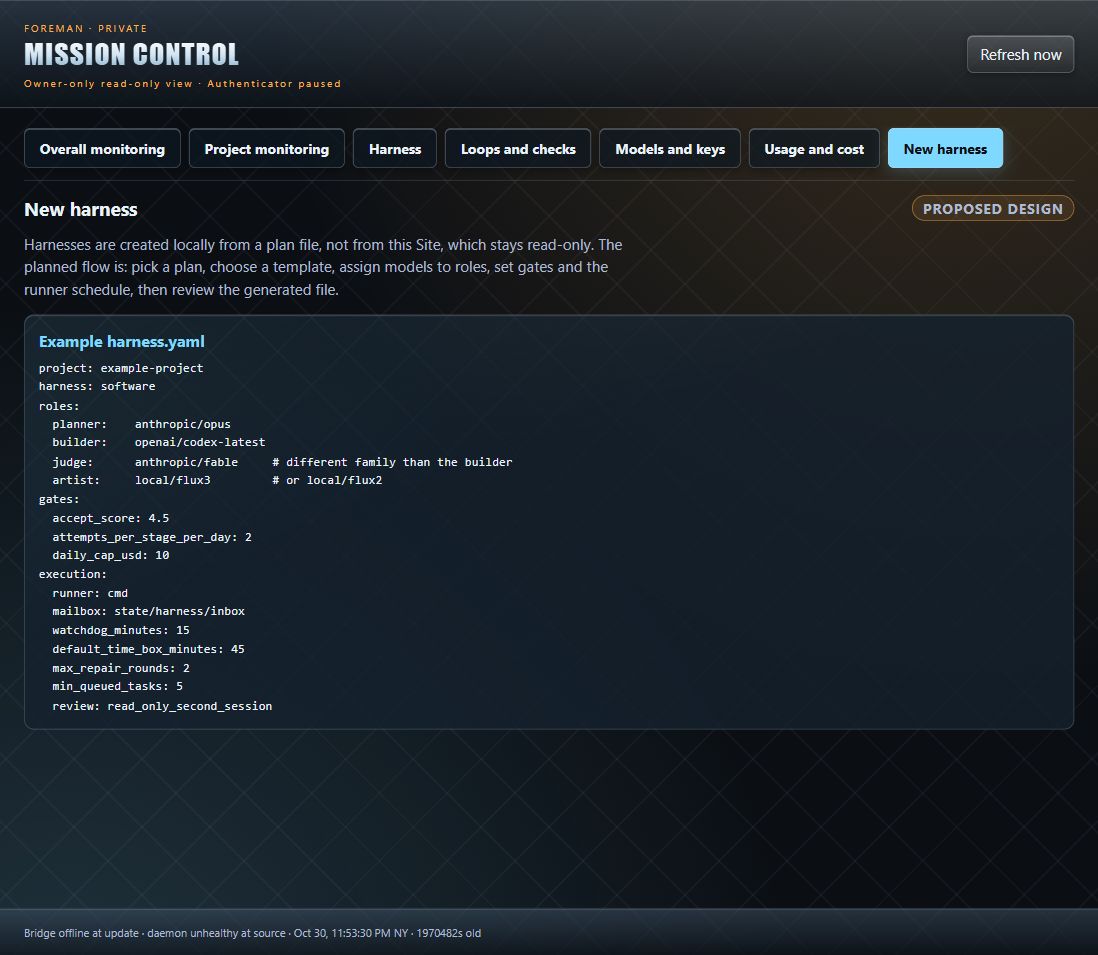 FOREMAN · PRIVATE
MISSION CONTROL
Owner-only read-only view · Authenticator paused
Refresh now
Overall monitoring
Project monitoring
Harness
Loops and checks
Models and keys
Usage and cost
New harness
New harness
PROPOSED DESIGN
Harnesses are created locally from a plan file, not from this Site, which stays read-only. The
planned flow is: pick a plan, choose a template, assign models to roles, set gates and the
runner schedule, then review the generated file.
Example harness.yaml
project: example-project
harness: software
roles:
  planner:    anthropic/opus
  builder:    openai/codex-latest
  judge:      anthropic/fable     # different family than the builder
  artist:     local/flux3         # or local/flux2
gates:
  accept_score: 4.5
  attempts_per_stage_per_day: 2
  daily_cap_usd: 10
execution:
  runner: cmd
  mailbox: state/harness/inbox
  watchdog_minutes: 15
  default_time_box_minutes: 45
  max_repair_rounds: 2
  min_queued_tasks: 5
  review: read_only_second_session
Bridge offline at update · daemon unhealthy at source · Oct 30, 11:53:30 PM NY · 1970482s old